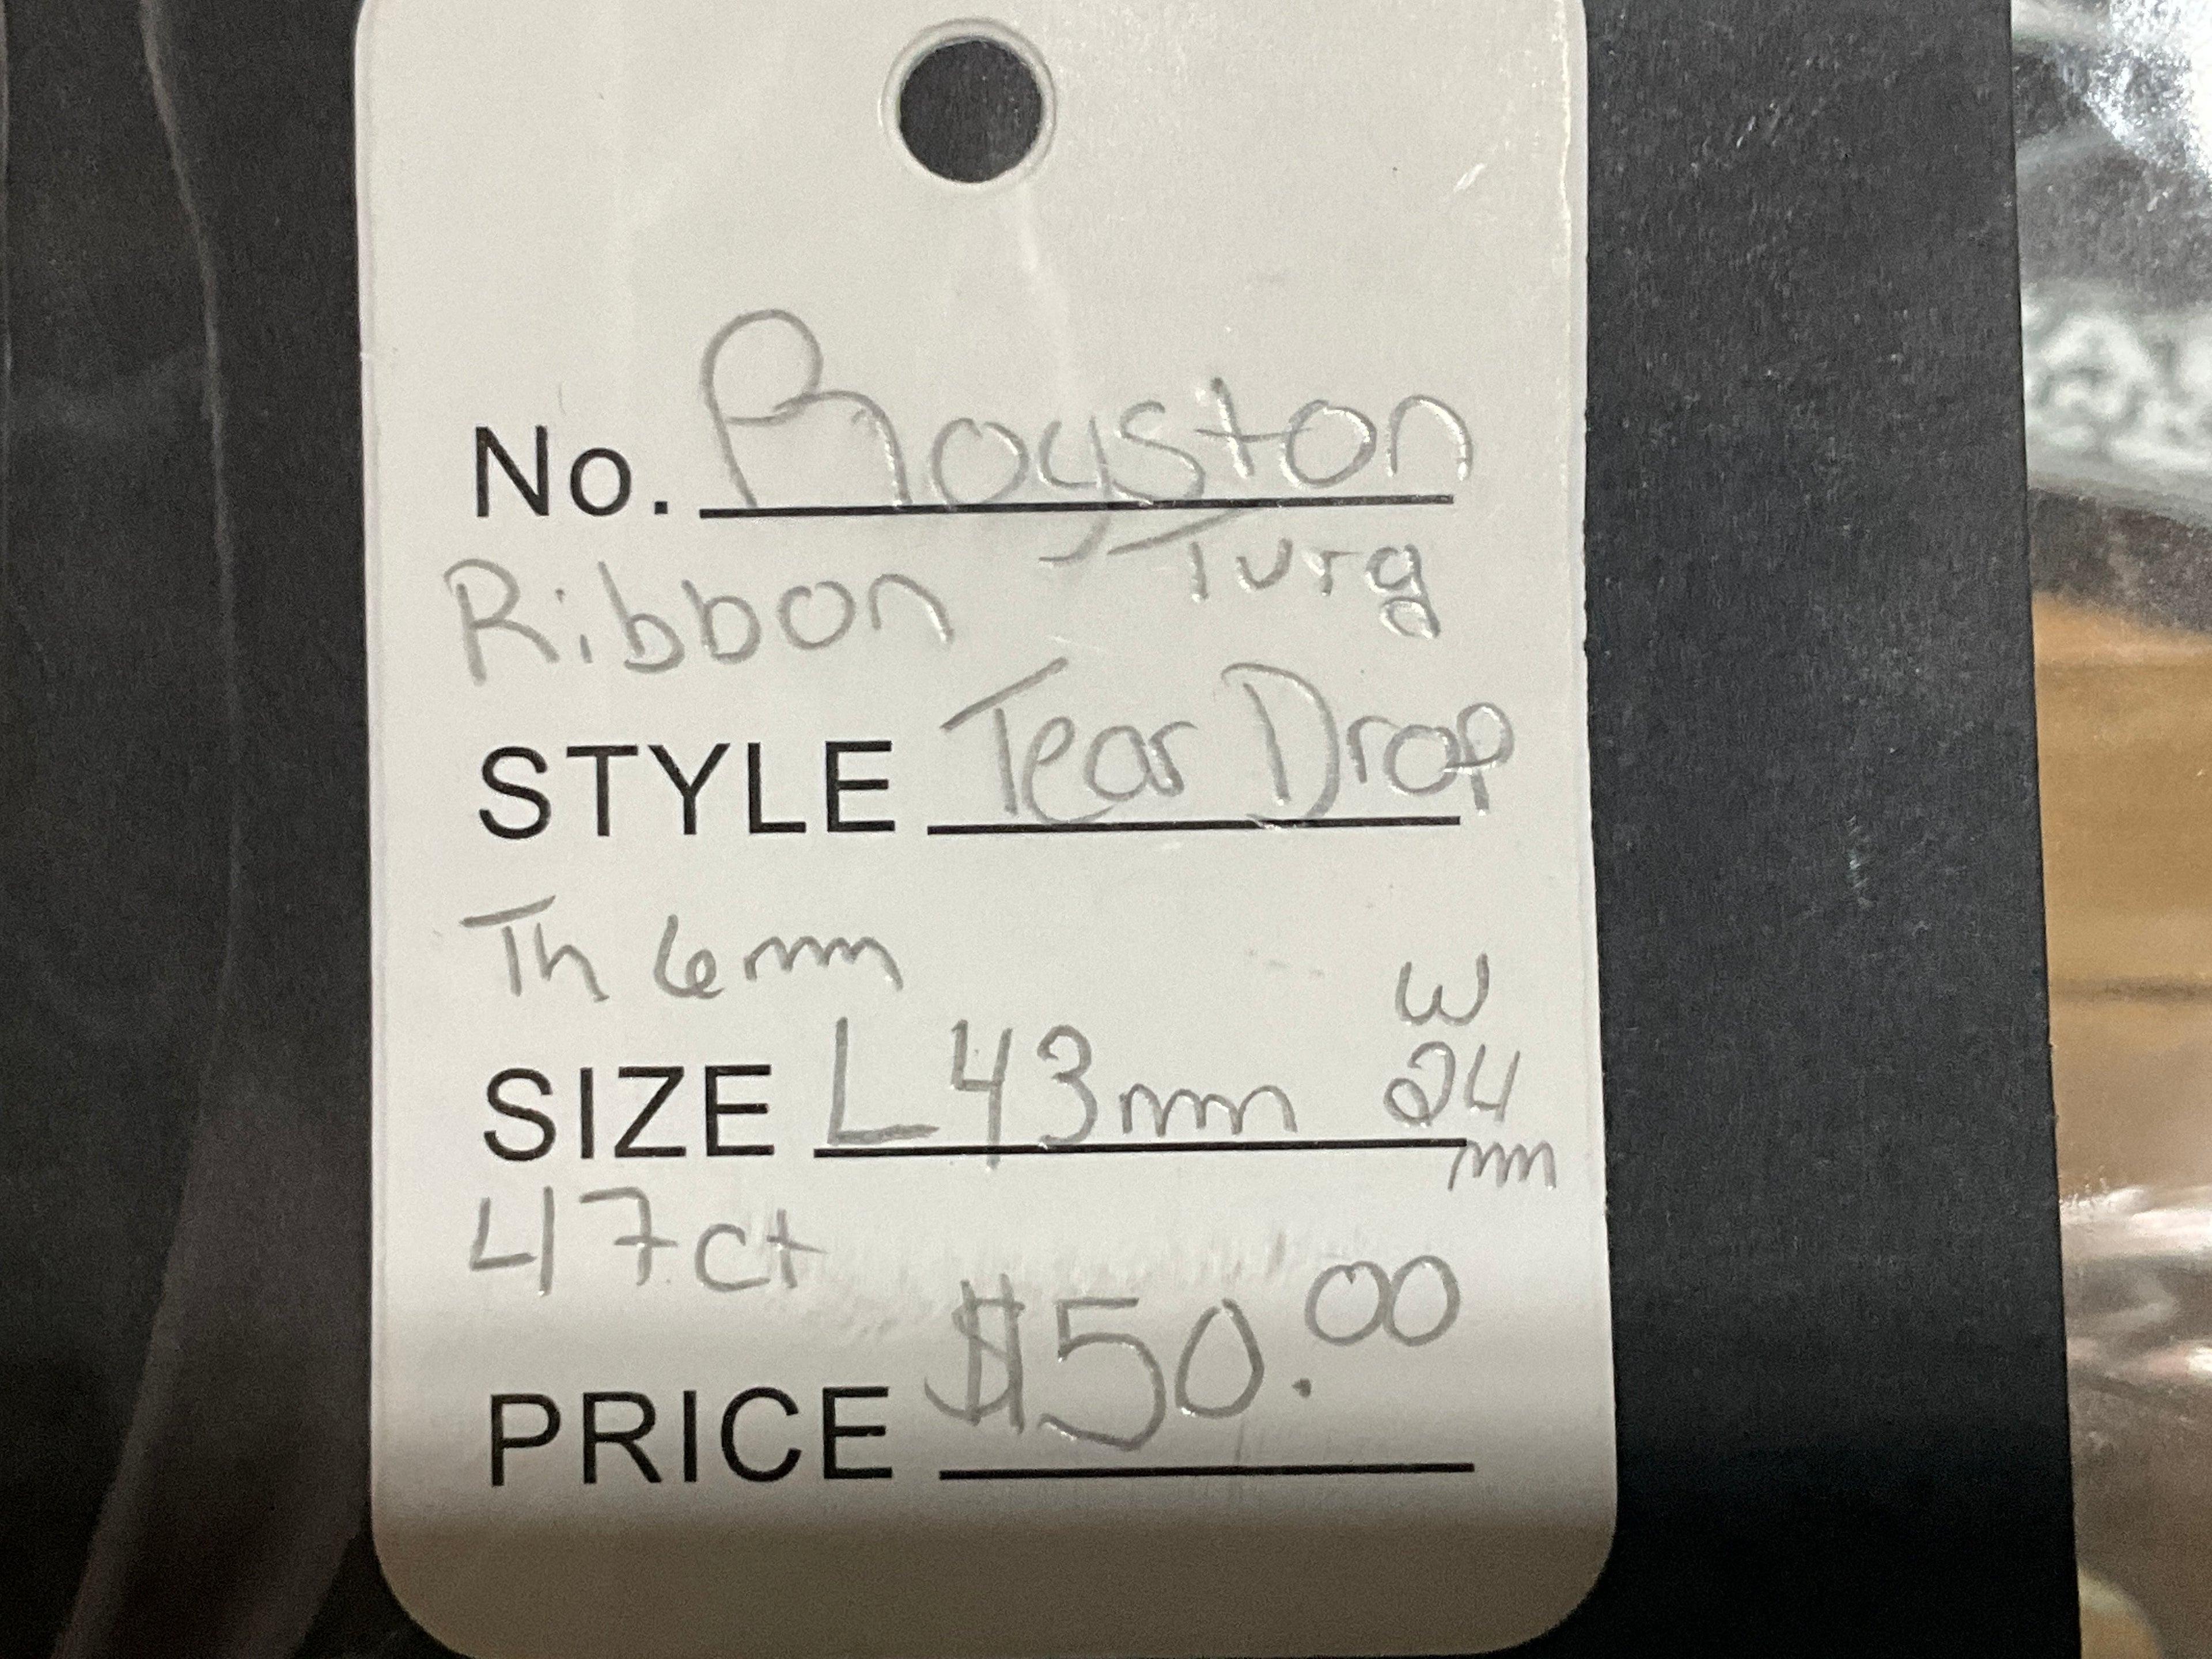 No. Royston
Ribbon Turq
STYLE Tear Drop
Th 6mm
W
SIZE L 43mm 24
mm
47ct
PRICE $50.00